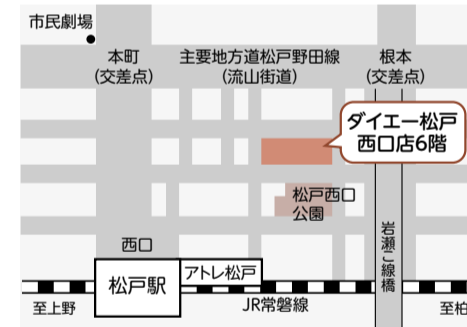 市民劇場
本町
(交差点)
主要地方道松戸野田線
(流山街道)
根本
(交差点)
ダイエー松戸
西口店6階
松戸西口
公園
岩瀬こ線橋
西口
松戸駅
アトレ松戸
至上野
JR常磐線
至柏